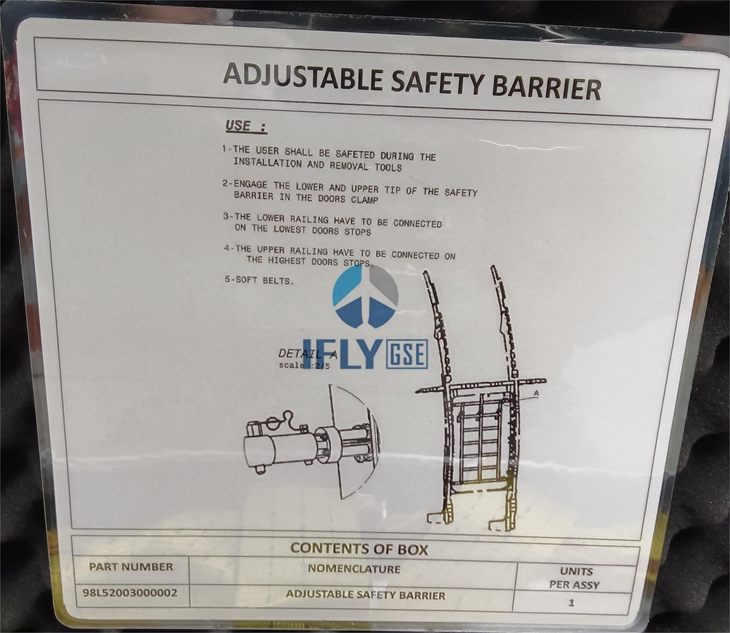 ADJUSTABLE SAFETY BARRIER
USE :
1-THE USER SHALL BE SAFETED DURING THE
INSTALLATION AND REMOVAL TOOLS
2-ENGAGE THE LOWER AND UPPER TIP OF THE SAFETY
BARRIER IN THE DOORS CLAMP
3-THE LOWER RAILING HAVE TO BE CONNECTED
ON THE LOWEST DOORS STOPS
4-THE UPPER RAILING HAVE TO BE CONNECTED ON
THE HIGHEST DOORS STOPS.
5-SOFT BELTS.
IFLY GSE
DETAIL A
scale :2/5
A
CONTENTS OF BOX
PART NUMBER NOMENCLATURE UNITS
PER ASSY
98L52003000002 ADJUSTABLE SAFETY BARRIER 1